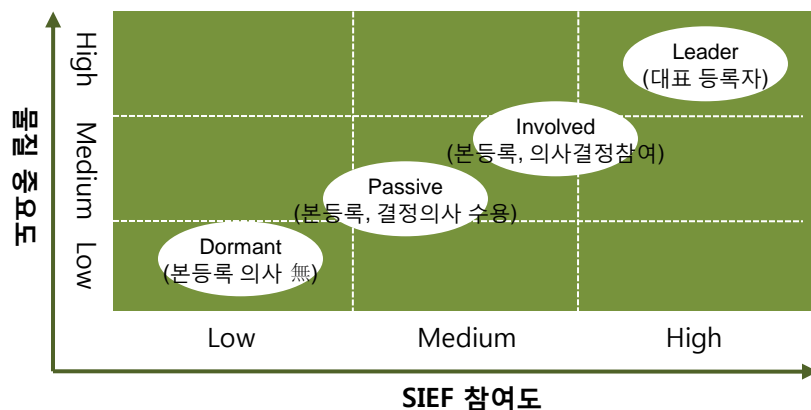 물질 중요도
High
Medium
Low
Leader
(대표 등록자)
Involved
(본등록, 의사결정참여)
Passive
(본등록, 결정의사 수용)
Dormant
(본등록 의사 無)
Low
Medium
High
SIEF 참여도